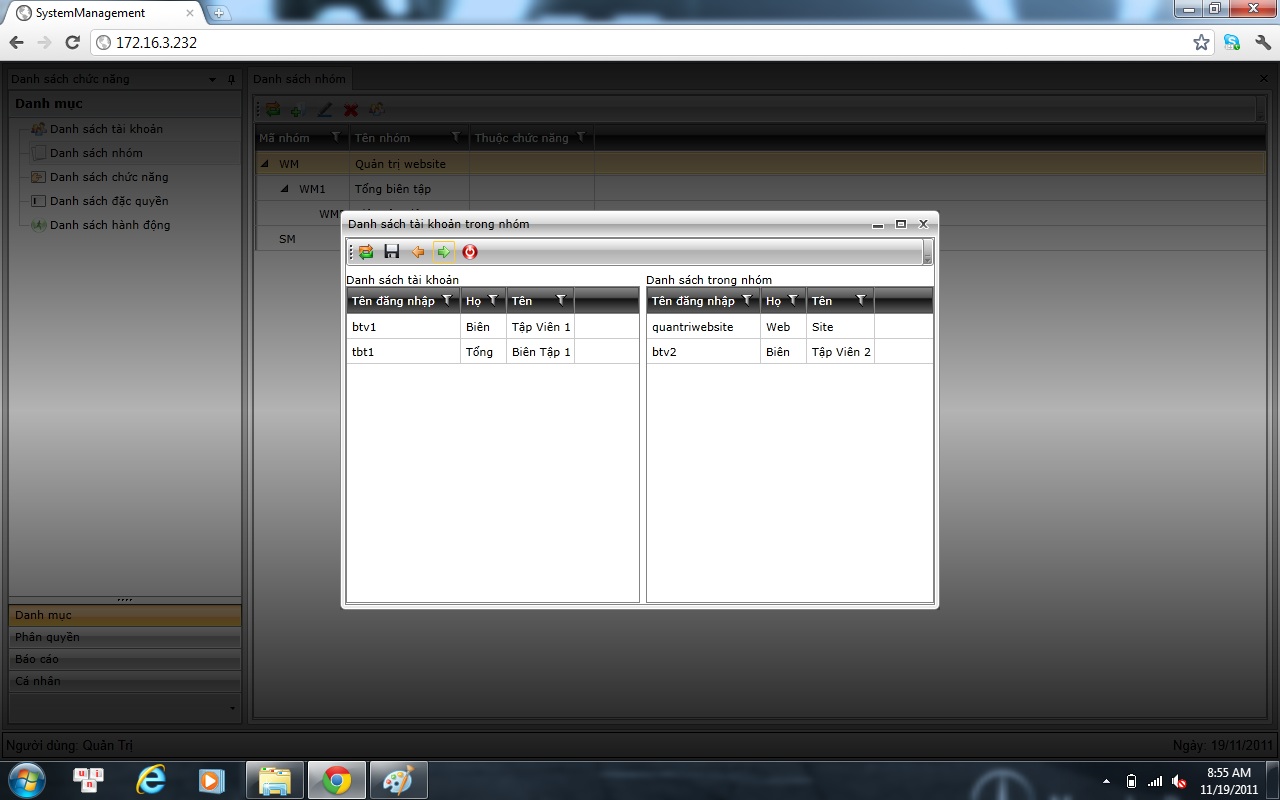 SystemManagement
172.16.3.232
Danh sách chức năng
Danh mục
Danh sách tài khoản
Danh sách nhóm
Danh sách chức năng
Danh sách đặc quyền
Danh sách hành động
Danh mục
Phân quyền
Báo cáo
Cá nhân
Danh sách nhóm
Mã nhóm Tên nhóm Thuộc chức năng
WM Quản trị website
WM1 Tổng biên tập
SM
Danh sách tài khoản trong nhóm
Danh sách tài khoản
Tên đăng nhập Họ Tên
btv1 Biên Tập Viên 1
tbt1 Tổng Biên Tập 1
Danh sách trong nhóm
Tên đăng nhập Họ Tên
quantriwebsite Web Site
btv2 Biên Tập Viên 2
Người dùng: Quản Trị
Ngày: 19/11/2011
u i n
8:55 AM
11/19/2011